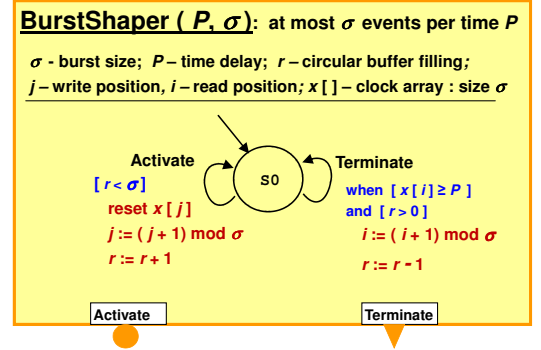 BurstShaper ( P, σ ): at most σ events per time P
σ - burst size; P – time delay; r – circular buffer filling;
j – write position, i – read position; x [ ] – clock array : size σ
Activate
[ r < σ ]
reset x [ j ]
j := ( j + 1) mod σ
r := r + 1
S0
Terminate
when [ x [ i ] ≥ P ]
and [ r > 0 ]
i := ( i + 1) mod σ
r := r - 1
Activate
Terminate